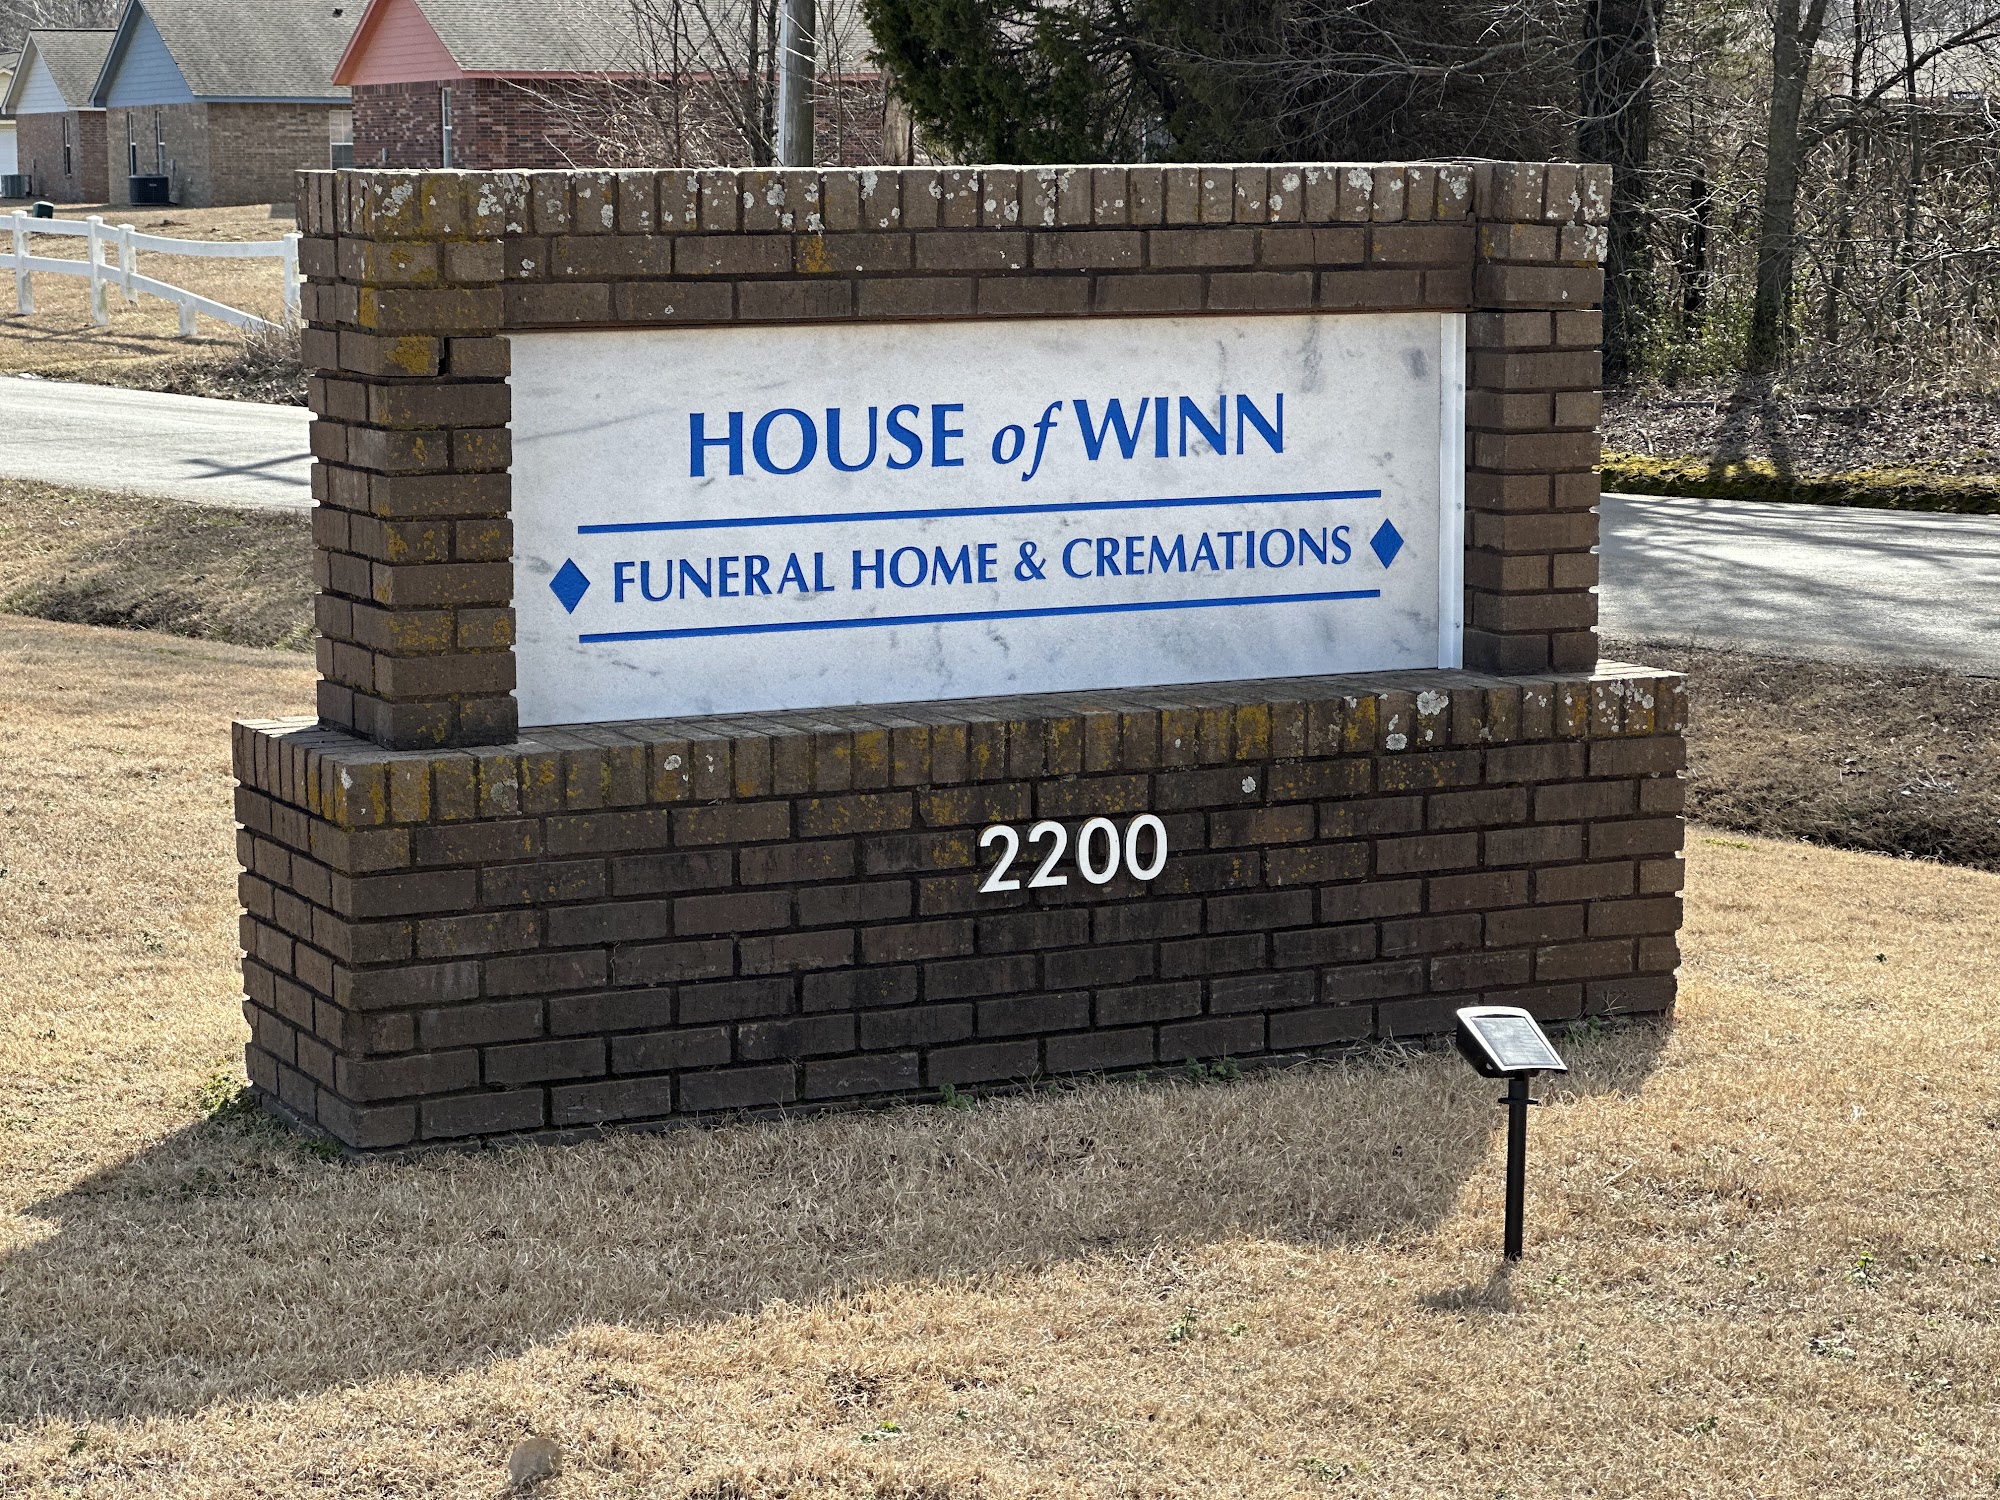 HOUSE of WINN
FUNERAL HOME & CREMATIONS
2200